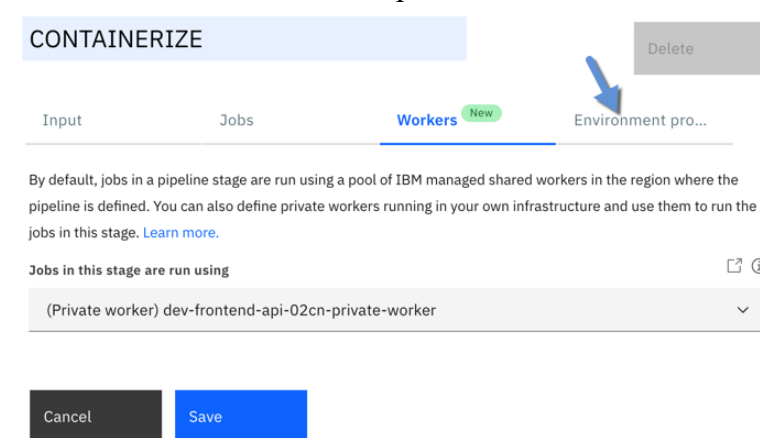 CONTAINERIZE
Delete
Input
Jobs
Workers
New
Environment pro...
By default, jobs in a pipeline stage are run using a pool of IBM managed shared workers in the region where the
pipeline is defined. You can also define private workers running in your own infrastructure and use them to run the
jobs in this stage. Learn more.
Jobs in this stage are run using
(Private worker) dev-frontend-api-02cn-private-worker
Cancel
Save